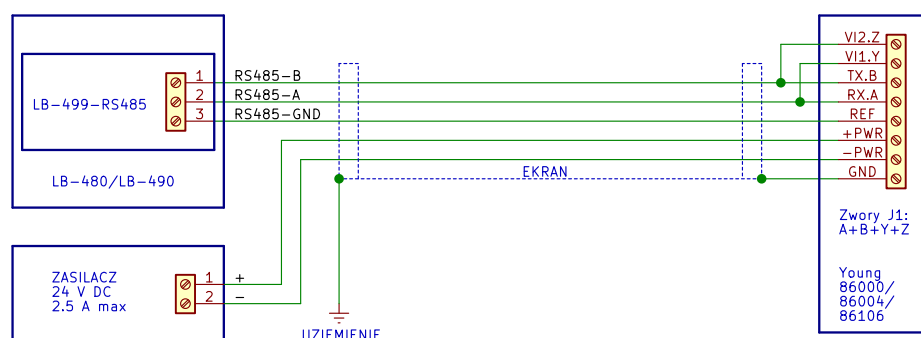 LB-499-RS485
1 RS485-B
2 RS485-A
3 RS485-GND
LB-480/LB-490
EKRAN
VI2.Z
VI1.Y
TX.B
RX.A
REF
+PWR
-PWR
GND
Zwory J1:
A+B+Y+Z
Young
86000/
86004/
86106
ZASILACZ
24 V DC
2.5 A max
1 +
2 -
UZIEMIENIE